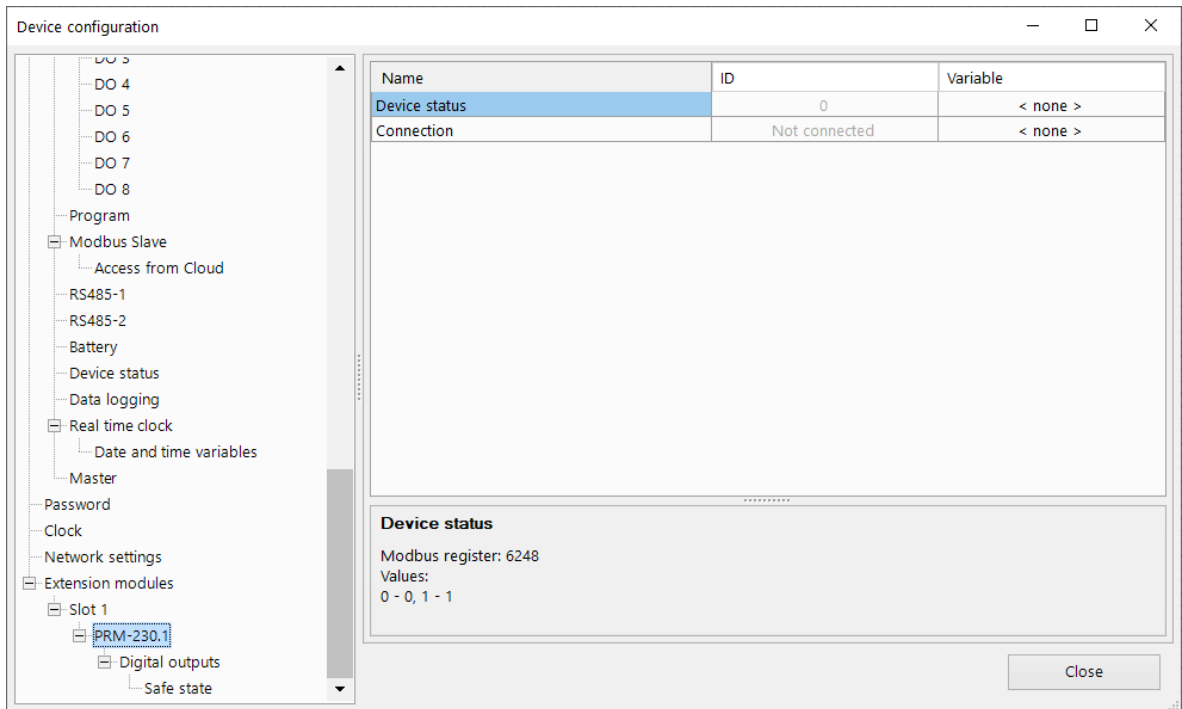 Device configuration
DO 3
DO 4
DO 5
DO 6
DO 7
DO 8
Program
Modbus Slave
Access from Cloud
RS485-1
RS485-2
Battery
Device status
Data logging
Real time clock
Date and time variables
Master
Password
Clock
Network settings
Extension modules
Slot 1
PRM-230.1
Digital outputs
Safe state
Name ID Variable
Device status 0 < none >
Connection Not connected < none >
Device status
Modbus register: 6248
Values:
0 - 0, 1 - 1
Close